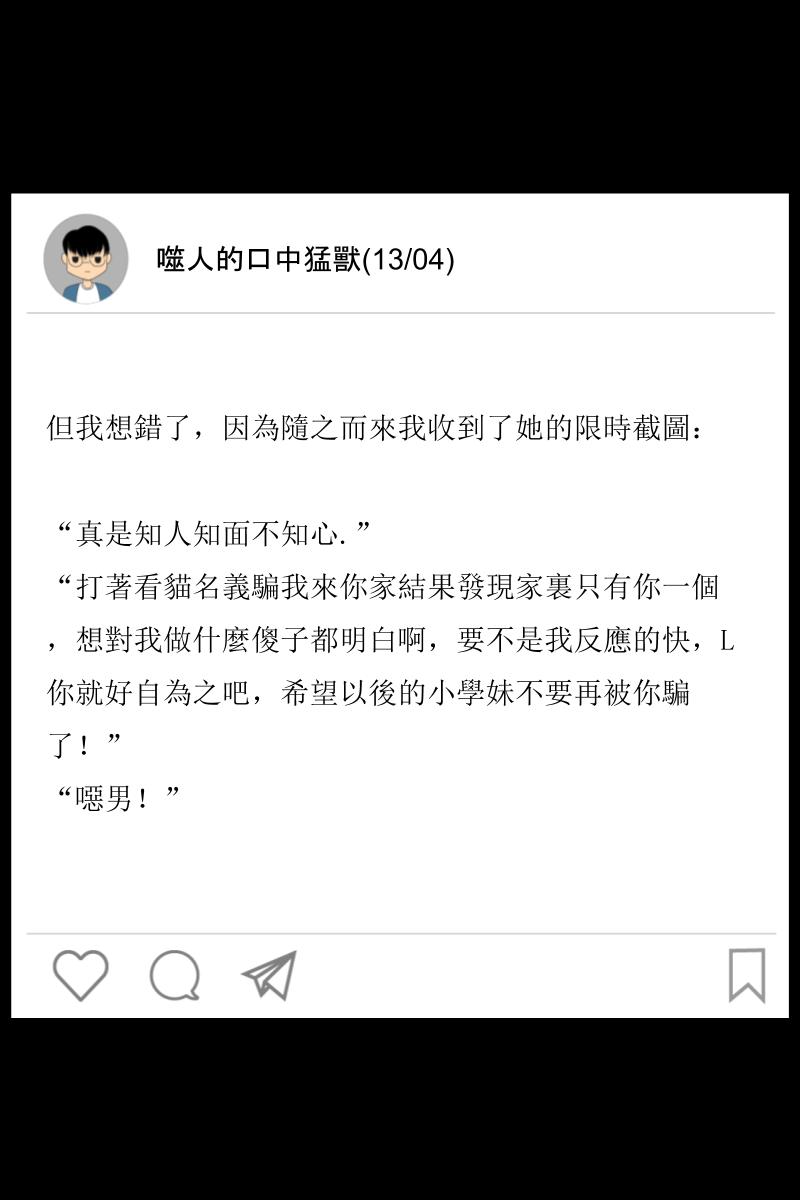 噬人的口中猛獸(13/04)
但我想錯了，因為隨之而來我收到了她的限時截圖：
“真是知人知面不知心.”
“打著看貓名義騙我來你家結果發現家裏只有你一個
，想對我做什麼傻子都明白啊，要不是我反應的快，L
你就好自為之吧，希望以後的小學妹不要再被你騙
了！”
“噁男！”